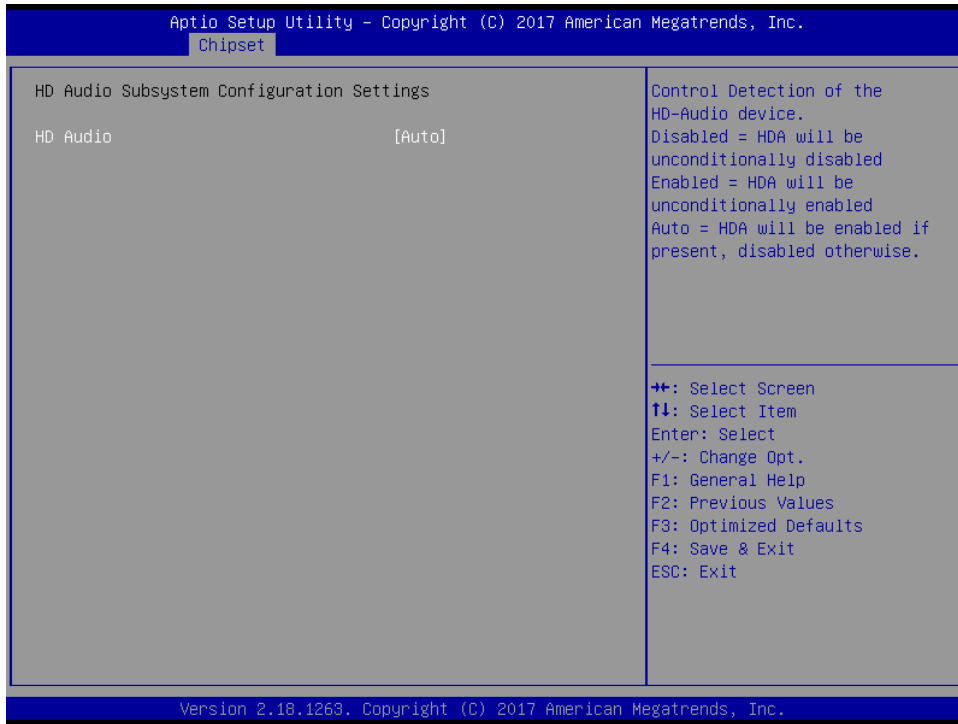 Aptio Setup Utility – Copyright (C) 2017 American Megatrends, Inc.
Chipset
HD Audio Subsystem Configuration Settings
HD Audio [Auto]
Control Detection of the
HD-Audio device.
Disabled = HDA will be
unconditionally disabled
Enabled = HDA will be
unconditionally enabled
Auto = HDA will be enabled if
present, disabled otherwise.
→←: Select Screen
↑↓: Select Item
Enter: Select
+/-: Change Opt.
F1: General Help
F2: Previous Values
F3: Optimized Defaults
F4: Save & Exit
ESC: Exit
Version 2.18.1263. Copyright (C) 2017 American Megatrends, Inc.